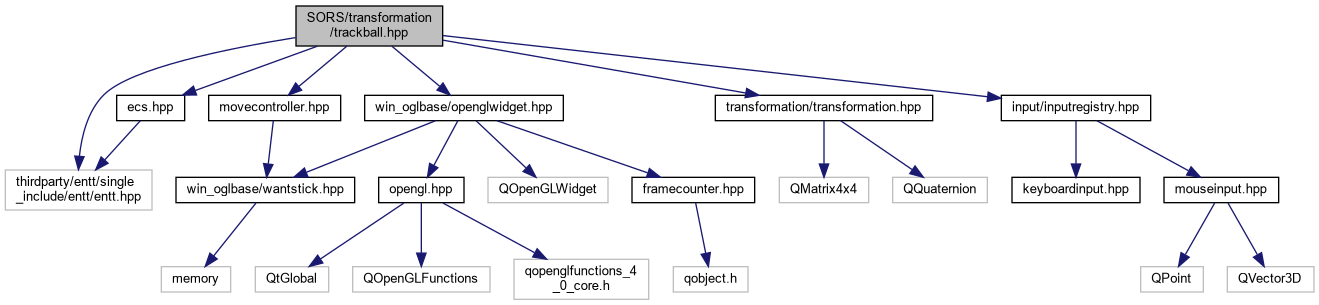 SORS/transformation
/trackball.hpp
ecs.hpp
movecontroller.hpp
win_oglbase/openglwidget.hpp
transformation/transformation.hpp
input/inputregistry.hpp
thirdparty/entt/single
_include/entt/entt.hpp
win_oglbase/wantstick.hpp
opengl.hpp
QOpenGLWidget
framecounter.hpp
QMatrix4x4
QQuaternion
keyboardinput.hpp
mouseinput.hpp
memory
QtGlobal
QOpenGLFunctions
qopenglfunctions_4
_0_core.h
qobject.h
QPoint
QVector3D